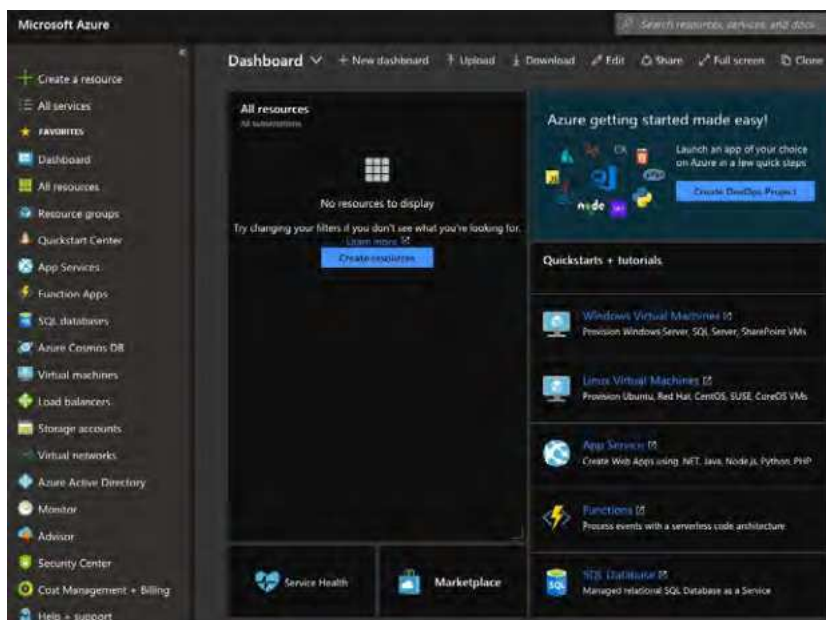 Microsoft Azure
Search resources, services, and docs
Create a resource
All services
FAVORITES
Dashboard
All resources
Resource groups
Quickstart Center
App Services
Function Apps
SQL databases
Azure Cosmos DB
Virtual machines
Load balancers
Storage accounts
Virtual networks
Azure Active Directory
Monitor
Advisor
Security Center
Cost Management + Billing
Help + support
Dashboard
+ New dashboard
Upload
Download
Edit
Share
Full screen
Clone
All resources
All subscriptions
No resources to display
Try changing your filters if you don't see what you're looking for.
Learn more
Create resources
Service Health
Marketplace
Azure getting started made easy!
Launch an app of your choice
on Azure in a few quick steps
Create DevOps Project
JS
php
node
Quickstarts + tutorials
Windows Virtual Machines
Provision Windows Server, SQL Server, SharePoint VMs
Linux Virtual Machines
Provision Ubuntu, Red Hat, CentOS, SUSE, CoreOS VMs
App Service
Create Web Apps using .NET, Java, Node.js, Python, PHP
Functions
Process events with a serverless code architecture
SQL
SQL Database
Managed relational SQL Database as a Service